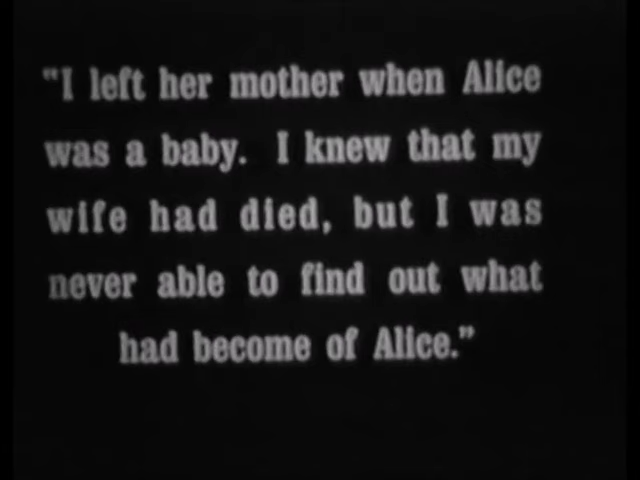 "I left her mother when Alice
was a baby. I knew that my
wife had died, but I was
never able to find out what
had become of Alice."